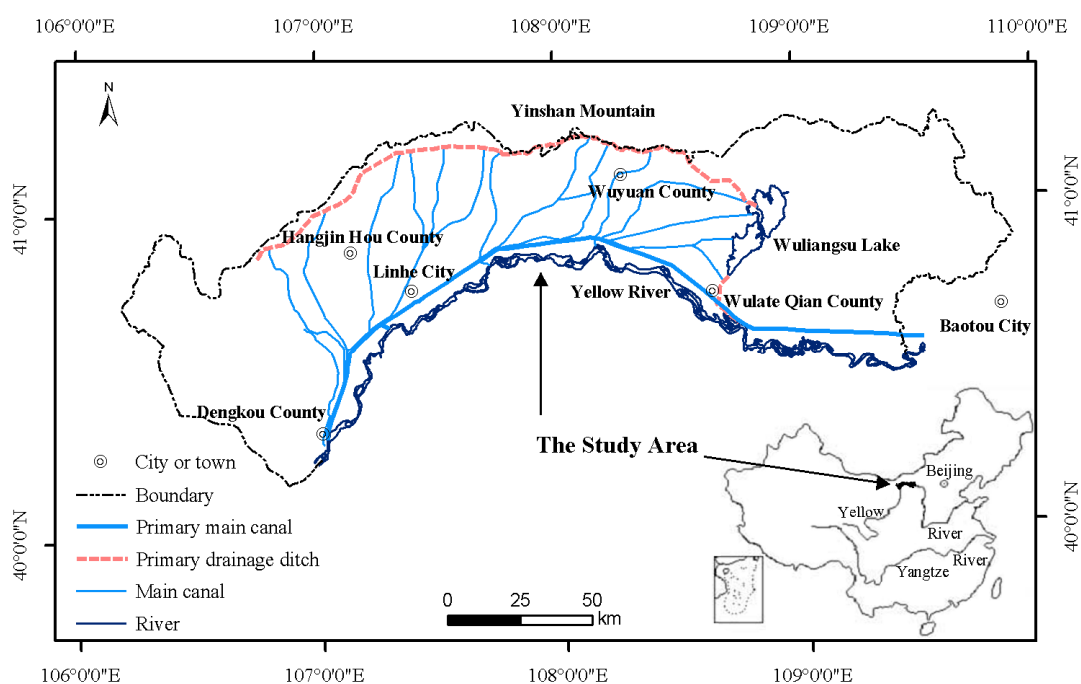 106°0'0"E 107°0'0"E 108°0'0"E 109°0'0"E 110°0'0"E
N
Yinshan Mountain
41°0'0"N
41°0'0"N
Wuyuan County
Hangjin Hou County
Wuliangsu Lake
Linhe City
Yellow River
Wulate Qian County
Baotou City
Dengkou County
The Study Area
City or town
Boundary
Primary main canal
Primary drainage ditch
Main canal
River
Beijing
Yellow
River
Yangtze
River
40°0'0"N
40°0'0"N
0 25 50
km
106°0'0"E 107°0'0"E 108°0'0"E 109°0'0"E